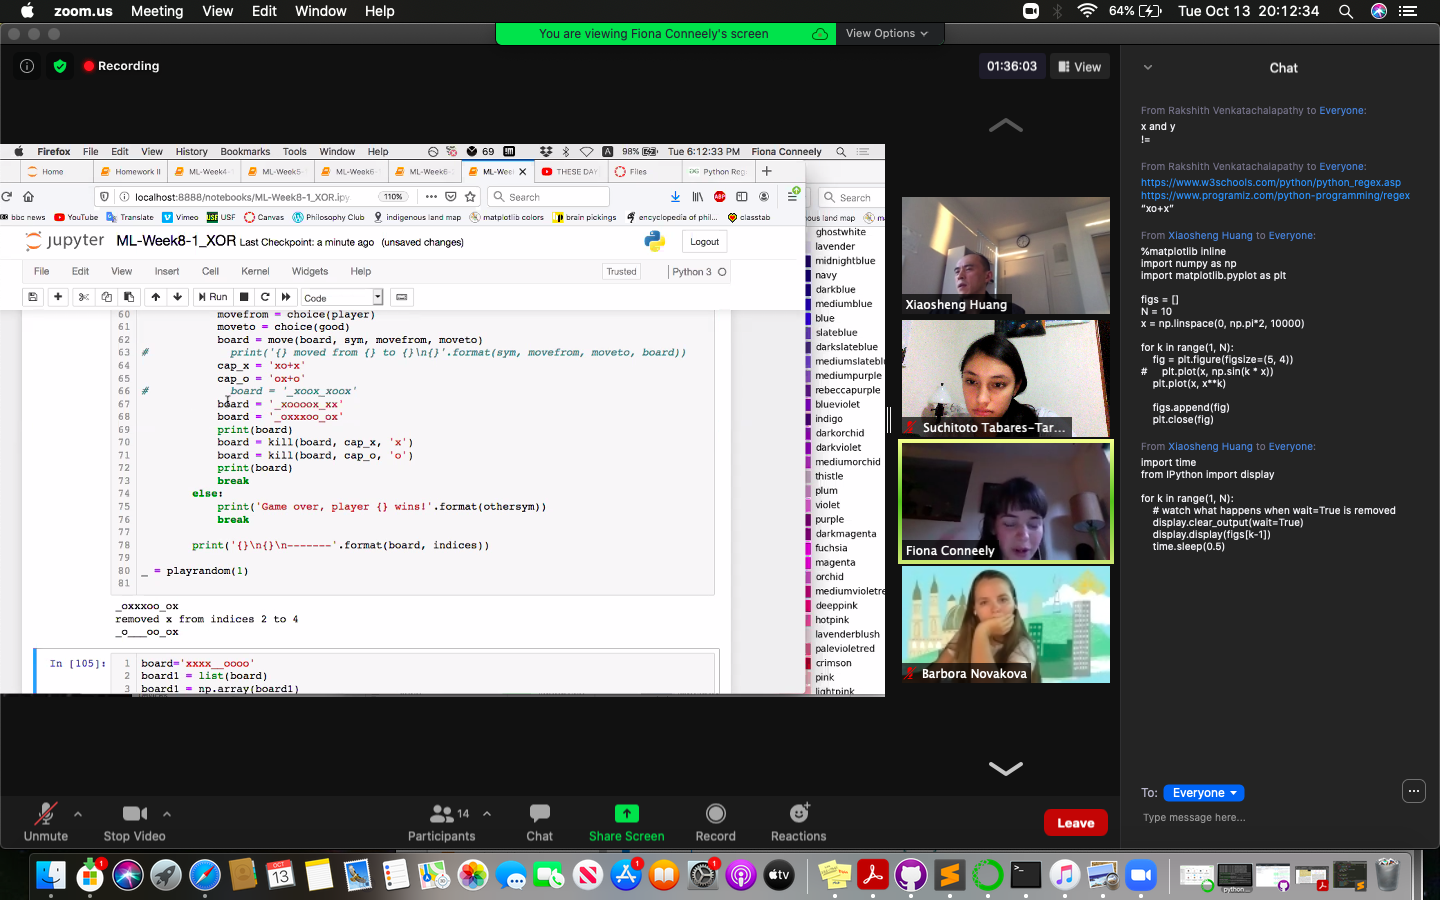 zoom.us Meeting View Edit Window Help 64% Tue Oct 13 20:12:34
You are viewing Fiona Conneely's screen View Options
Recording
01:36:03 View
Firefox File Edit View History Bookmarks Tools Window Help 69 98% Tue 6:12:33 PM Fiona Conneely
Home Homework II ML-Week4- ML-Week5- ML-Week6- ML-Week6- ML-Wee THESE DAY Files Python Reg
localhost:8888/notebooks/ML-Week8-1_XOR.ipy 110% Search
Search
bbc news YouTube Translate Vimeo USF Canvas Philosophy Club indigenous land map matplotlib colors brain pickings encyclopedia of phil... classtab
ious land map ma
jupyter ML-Week8-1_XOR Last Checkpoint: a minute ago (unsaved changes) Logout
File Edit View Insert Cell Kernel Widgets Help Trusted Python 3
Run Code
60 movefrom = choice(player)
61 moveto = choice(good)
62 board = move(board, sym, movefrom, moveto)
63 # print('{} moved from {} to {}\n{}'.format(sym, movefrom, moveto, board))
64 cap_x = 'xo+x'
65 cap_o = 'ox+o'
66 # board = '_xoox_xoox'
67 board = '_xoooox_xx'
68 board = '_oxxxoo_ox'
69 print(board)
70 board = kill(board, cap_x, 'x')
71 board = kill(board, cap_o, 'o')
72 print(board)
73 break
74 else:
75 print('Game over, player {} wins!'.format(othersym))
76 break
77
78 print('{}\n{}\n-------'.format(board, indices))
79
80 _ = playrandom(1)
81
_oxxxoo_ox
removed x from indices 2 to 4
_o___oo_ox
In [105]: 1 board='xxxx__oooo'
2 board1 = list(board)
3 board1 = np.array(board1)
ghostwhite
lavender
midnightblue
navy
darkblue
mediumblue
blue
slateblue
darkslateblue
mediumslatebl
mediumpurple
rebeccapurple
blueviolet
indigo
darkorchid
darkviolet
mediumorchid
thistle
plum
violet
purple
darkmagenta
fuchsia
magenta
orchid
mediumvioletre
deeppink
hotpink
lavenderblush
palevioletred
crimson
pink
lightpink
Xiaosheng Huang
Suchitoto Tabares-Tar...
Fiona Conneely
Barbora Novakova
Chat
From Rakshith Venkatachalapathy to Everyone:
x and y
!=
From Rakshith Venkatachalapathy to Everyone:
https://www.w3schools.com/python/python_regex.asp
https://www.programiz.com/python-programming/regex
"xo+x"
From Xiaosheng Huang to Everyone:
%matplotlib inline
import numpy as np
import matplotlib.pyplot as plt
figs = []
N = 10
x = np.linspace(0, np.pi*2, 10000)
for k in range(1, N):
fig = plt.figure(figsize=(5, 4))
# plt.plot(x, np.sin(k * x))
plt.plot(x, x**k)
figs.append(fig)
plt.close(fig)
From Xiaosheng Huang to Everyone:
import time
from IPython import display
for k in range(1, N):
# watch what happens when wait=True is removed
display.clear_output(wait=True)
display.display(figs[k-1])
time.sleep(0.5)
To: Everyone
Type message here...
Unmute Stop Video Participants 14 Chat Share Screen Record Reactions Leave
OCT 13 1 1 1 tv python